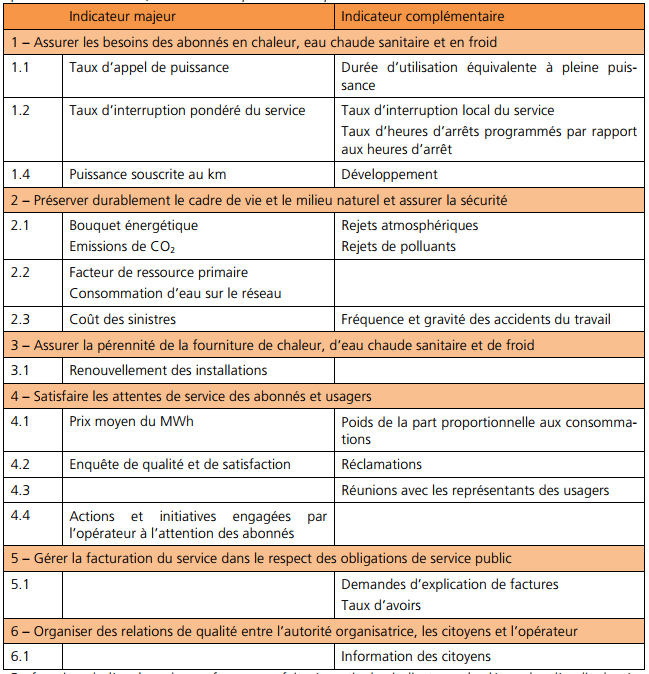 Indicateur majeur Indicateur complémentaire
1 – Assurer les besoins des abonnés en chaleur, eau chaude sanitaire et en froid
1.1 Taux d’appel de puissance Durée d’utilisation équivalente à pleine puis-
sance
1.2 Taux d’interruption pondéré du service Taux d’interruption local du service
Taux d’heures d’arrêts programmés par rapport
aux heures d’arrêt
1.4 Puissance souscrite au km Développement
2 – Préserver durablement le cadre de vie et le milieu naturel et assurer la sécurité
2.1 Bouquet énergétique Rejets atmosphériques
Emissions de CO₂ Rejets de polluants
2.2 Facteur de ressource primaire
Consommation d’eau sur le réseau
2.3 Coût des sinistres Fréquence et gravité des accidents du travail
3 – Assurer la pérennité de la fourniture de chaleur, d’eau chaude sanitaire et de froid
3.1 Renouvellement des installations
4 – Satisfaire les attentes de service des abonnés et usagers
4.1 Prix moyen du MWh Poids de la part proportionnelle aux consomma-
tions
4.2 Enquête de qualité et de satisfaction Réclamations
4.3 Réunions avec les représentants des usagers
4.4 Actions et initiatives engagées par
l’opérateur à l’attention des abonnés
5 – Gérer la facturation du service dans le respect des obligations de service public
5.1 Demandes d’explication de factures
Taux d’avoirs
6 – Organiser des relations de qualité entre l’autorité organisatrice, les citoyens et l’opérateur
6.1 Information des citoyens